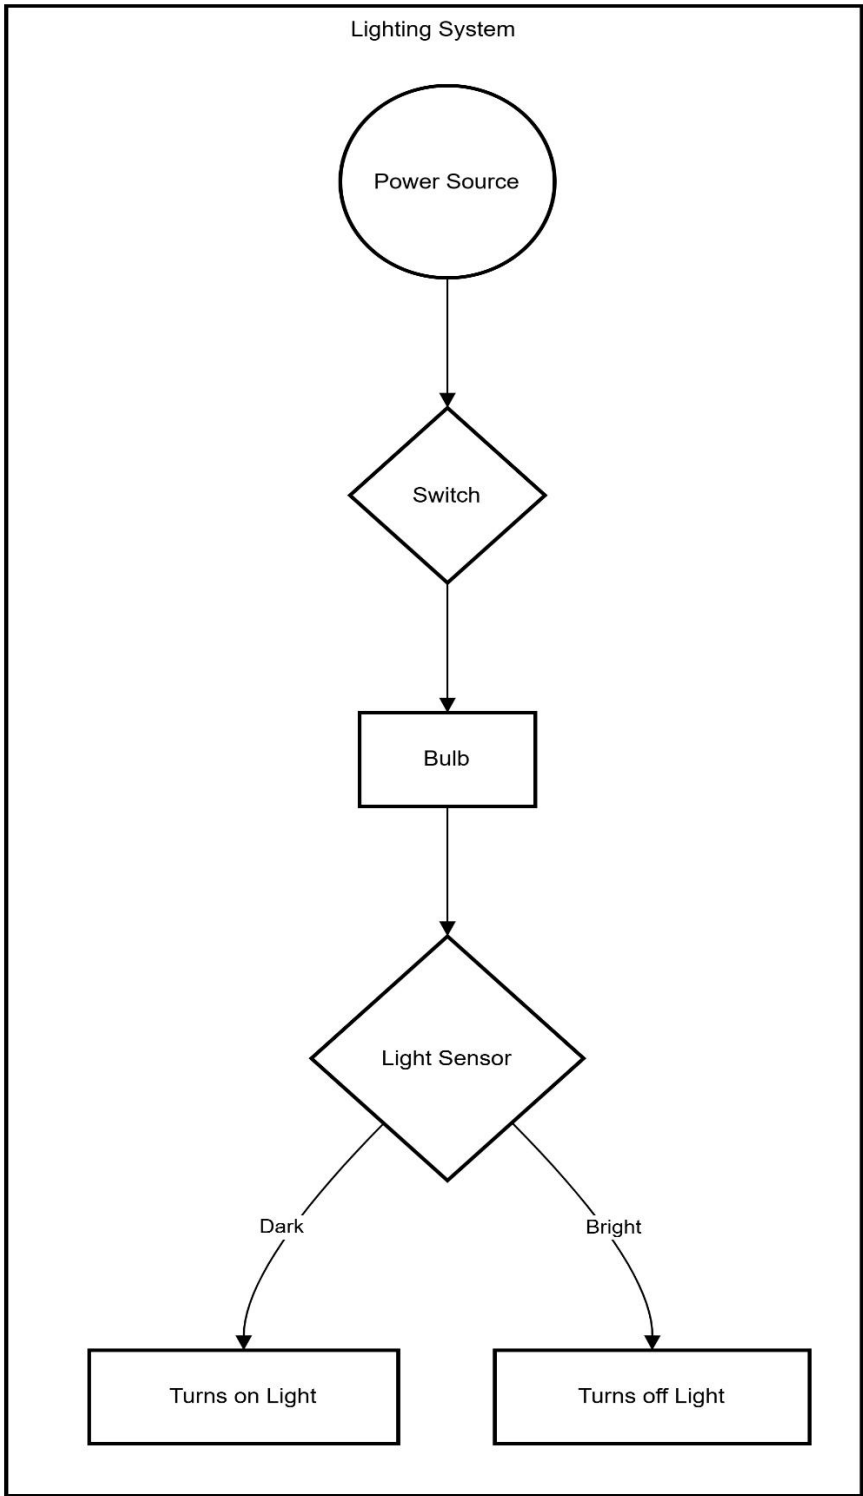 Lighting System
Power Source
Switch
Bulb
Light Sensor
Dark
Bright
Turns on Light
Turns off Light